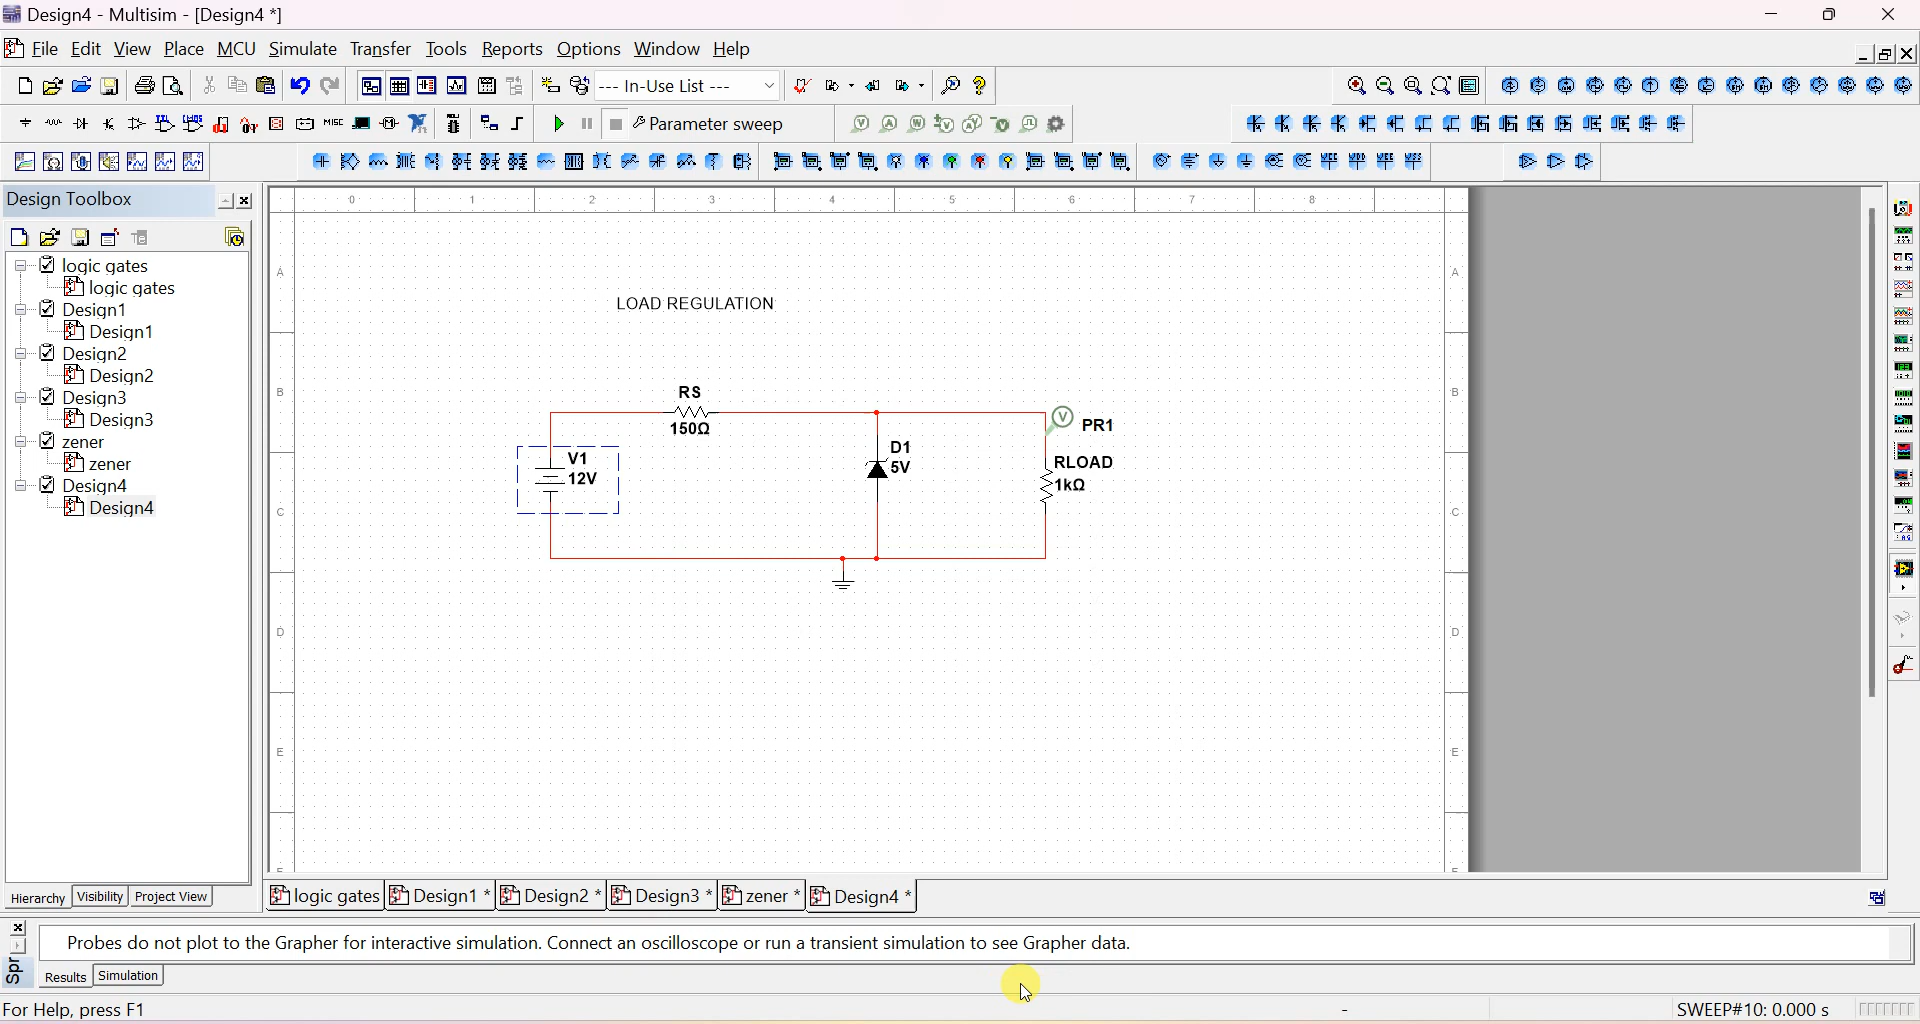 Design4 - Multisim - [Design4 *]
File Edit View Place MCU Simulate Transfer Tools Reports Options Window Help
--- In-Use List ---
MISC Parameter sweep
Design Toolbox
logic gates
logic gates
Design1
Design1
Design2
Design2
Design3
Design3
zener
zener
Design4
Design4
Hierarchy Visibility Project View
0 1 2 3 4 5 6 7 8
A A
LOAD REGULATION
B B
RS
150Ω
V1
12V
D1
5V
V PR1
RLOAD
1kΩ
C C
D D
E E
logic gates Design1 * Design2 * Design3 * zener * Design4 *
Spr
Probes do not plot to the Grapher for interactive simulation. Connect an oscilloscope or run a transient simulation to see Grapher data.
Results Simulation
For Help, press F1 - SWEEP#10: 0.000 s